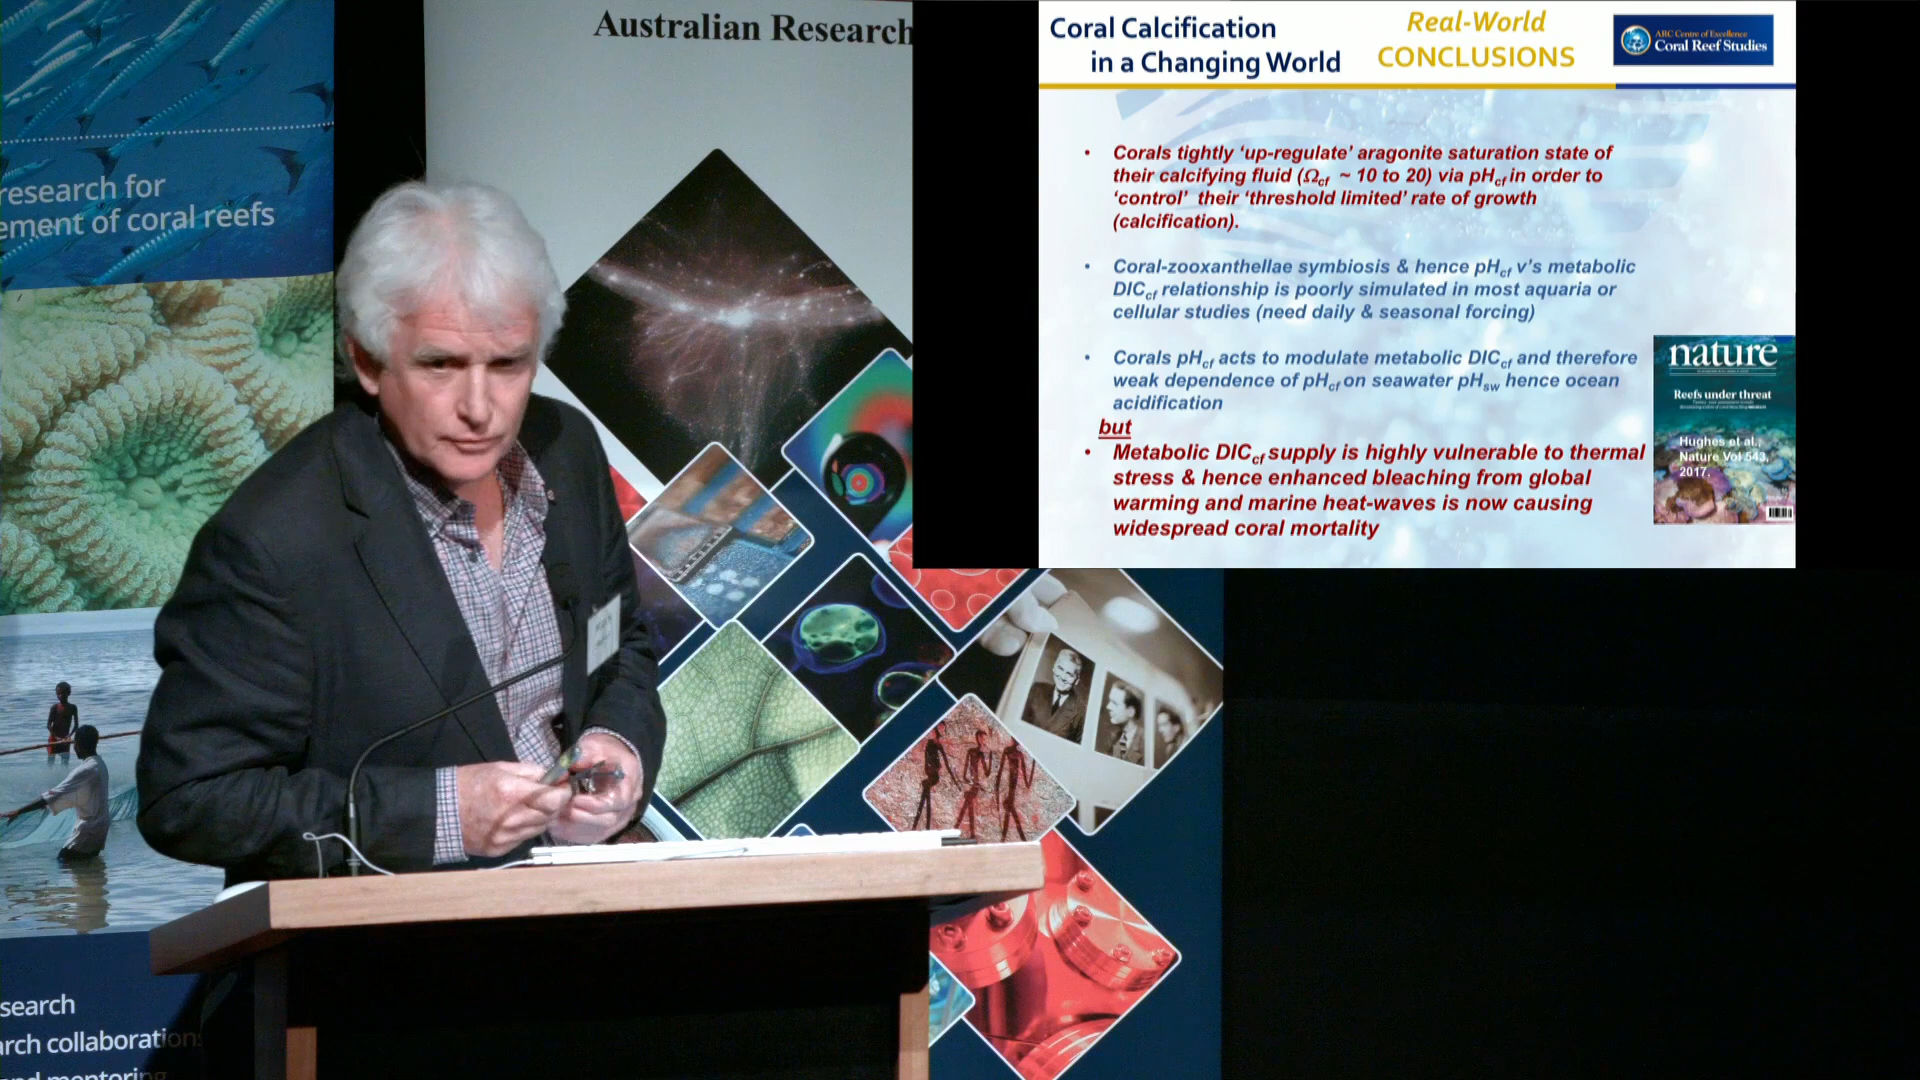 Australian Research
research for
ement of coral reefs
search
arch collaborations
and mentoring
Coral Calcification
in a Changing World
Real-World
CONCLUSIONS
ARC Centre of Excellence
Coral Reef Studies
• Corals tightly ‘up-regulate’ aragonite saturation state of
their calcifying fluid (Ωcf ~ 10 to 20) via pHcf in order to
‘control’ their ‘threshold limited’ rate of growth
(calcification).
• Coral-zooxanthellae symbiosis & hence pHcf v’s metabolic
DICcf relationship is poorly simulated in most aquaria or
cellular studies (need daily & seasonal forcing)
• Corals pHcf acts to modulate metabolic DICcf and therefore
weak dependence of pHcf on seawater pHsw hence ocean
acidification
but
• Metabolic DICcf supply is highly vulnerable to thermal
stress & hence enhanced bleaching from global
warming and marine heat-waves is now causing
widespread coral mortality
nature
Reefs under threat
Hughes et al.,
Nature Vol 543,
2017.